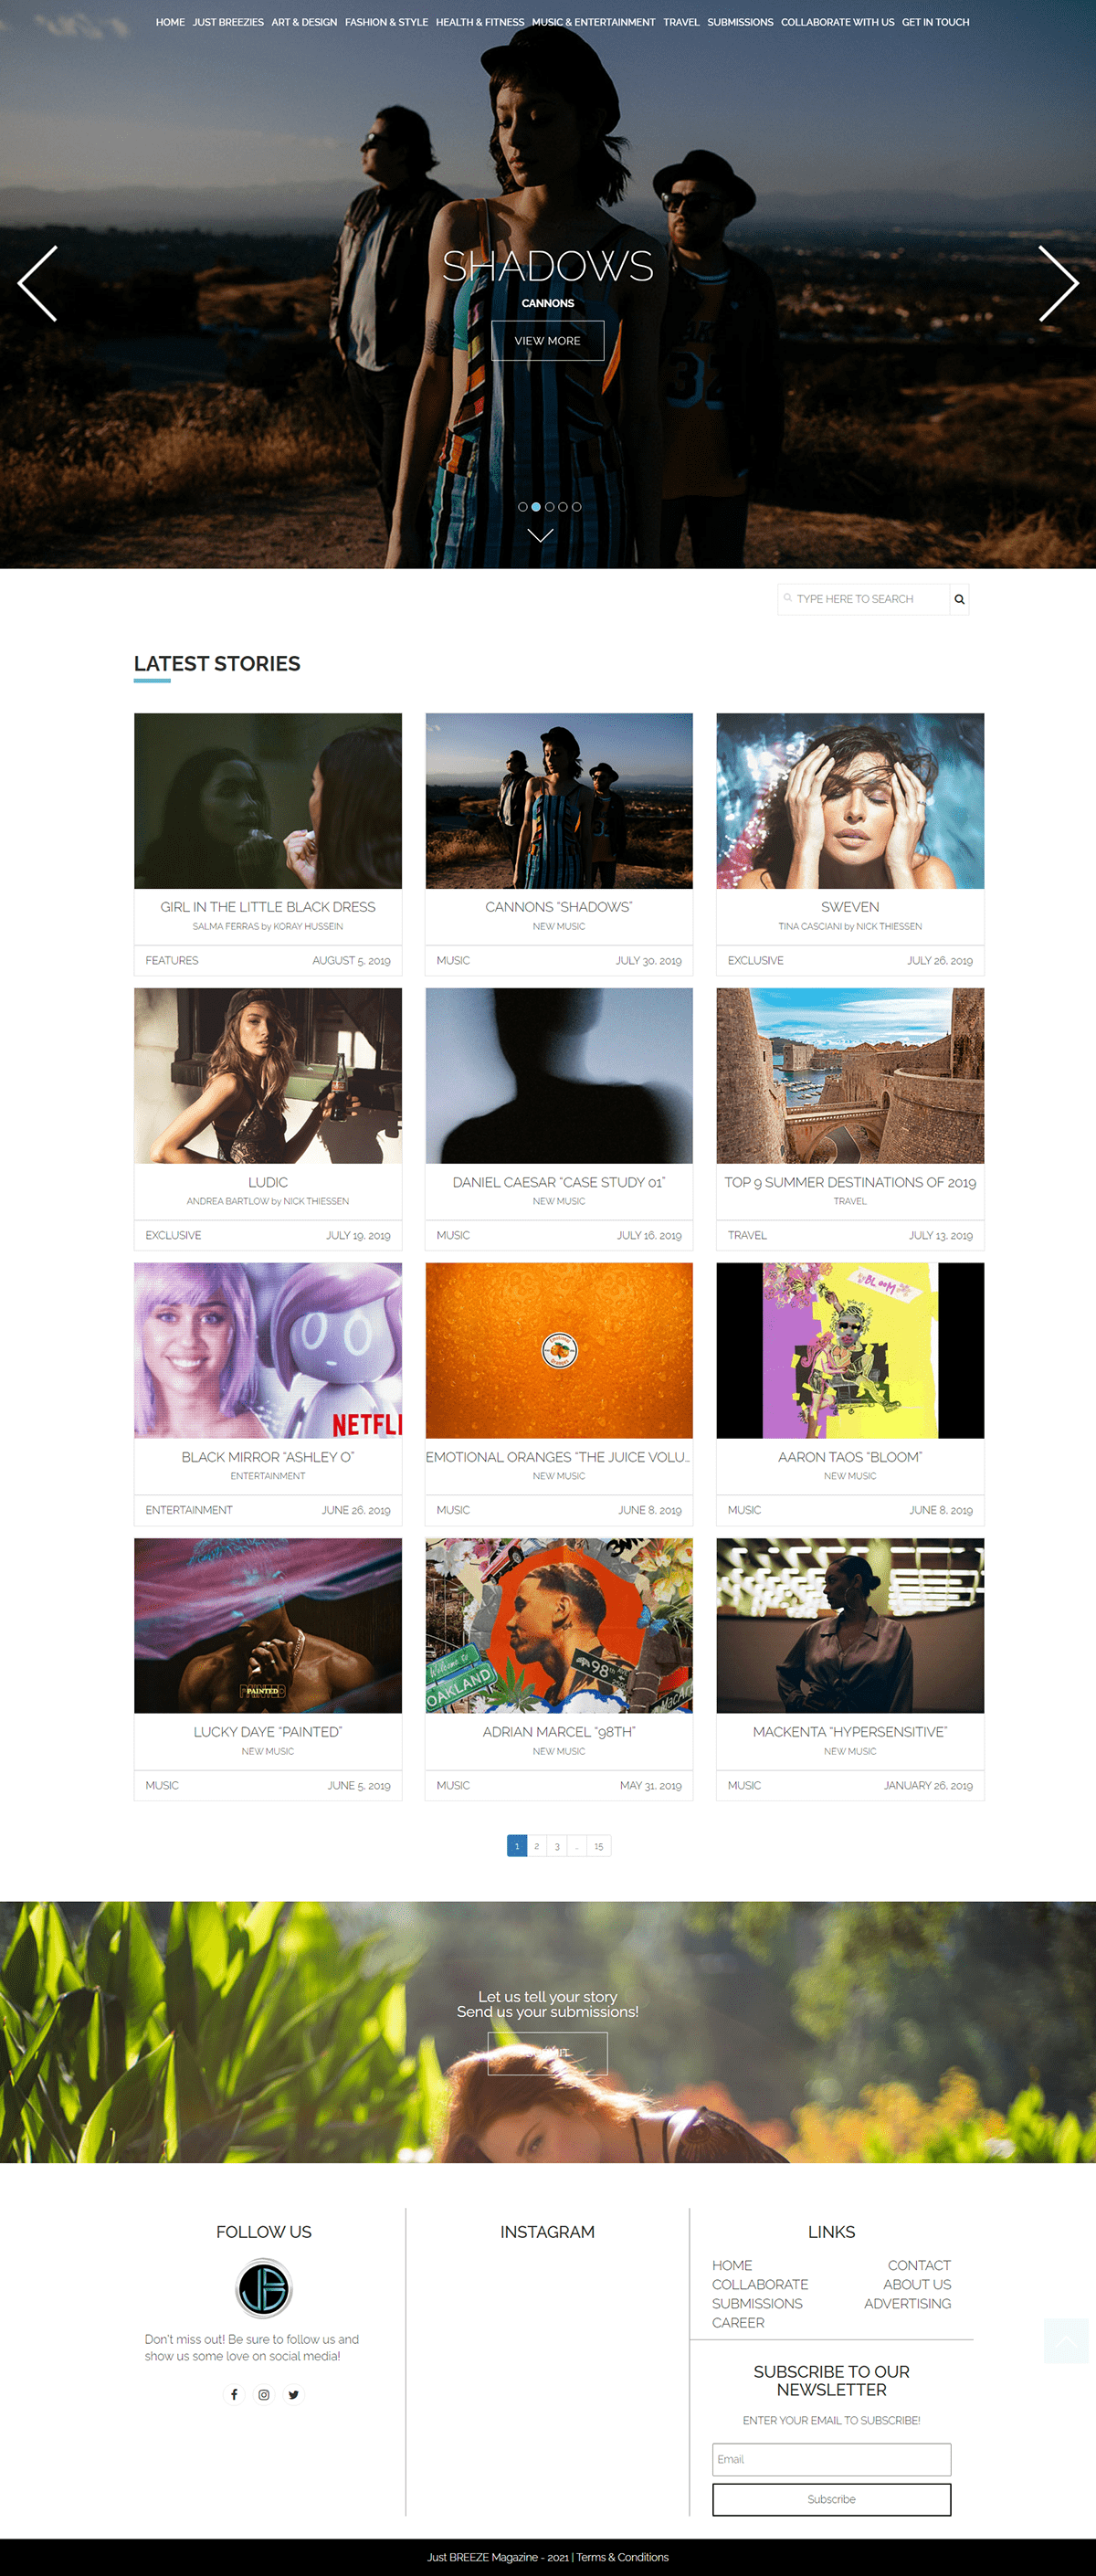 HOME JUST BREEZIES ART & DESIGN FASHION & STYLE HEALTH & FITNESS MUSIC & ENTERTAINMENT TRAVEL SUBMISSIONS COLLABORATE WITH US GET IN TOUCH
SHADOWS
CANNONS
VIEW MORE
TYPE HERE TO SEARCH
LATEST STORIES
GIRL IN THE LITTLE BLACK DRESS
SALMA FERRAS by KORAY HUSSEIN
FEATURES AUGUST 5, 2019
CANNONS “SHADOWS”
NEW MUSIC
MUSIC JULY 30, 2019
SWEVEN
TINA CASCIANI by NICK THIESSEN
EXCLUSIVE JULY 26, 2019
LUDIC
ANDREA BARTLOW by NICK THIESSEN
EXCLUSIVE JULY 19, 2019
DANIEL CAESAR “CASE STUDY 01”
NEW MUSIC
MUSIC JULY 16, 2019
TOP 9 SUMMER DESTINATIONS OF 2019
TRAVEL
TRAVEL JULY 13, 2019
NETFLI
BLACK MIRROR “ASHLEY O”
ENTERTAINMENT
ENTERTAINMENT JUNE 26, 2019
EMOTIONAL ORANGES “THE JUICE VOLU...
NEW MUSIC
MUSIC JUNE 8, 2019
BLOOM
AARON TAOS “BLOOM”
NEW MUSIC
MUSIC JUNE 8, 2019
PAINTED
LUCKY DAYE “PAINTED”
NEW MUSIC
MUSIC JUNE 5, 2019
Welcome to
OAKLAND
98th
ADRIAN MARCEL “98TH”
NEW MUSIC
MUSIC MAY 31, 2019
MACKENTA “HYPERSENSITIVE”
NEW MUSIC
MUSIC JANUARY 26, 2019
1 2 3 ... 15
Let us tell your story
Send us your submissions!
FOLLOW US
JB
Don't miss out! Be sure to follow us and
show us some love on social media!
INSTAGRAM
LINKS
HOME CONTACT
COLLABORATE ABOUT US
SUBMISSIONS ADVERTISING
CAREER
SUBSCRIBE TO OUR
NEWSLETTER
ENTER YOUR EMAIL TO SUBSCRIBE!
Email
Subscribe
Just BREEZE Magazine - 2021 | Terms & Conditions